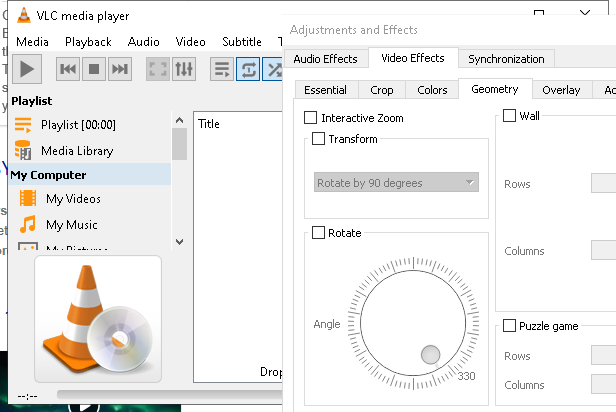 VLC media player
Media Playback Audio Video Subtitle T
Playlist
Playlist [00:00]
Media Library
My Computer
My Videos
My Music
My Pictures
Title
Drop
--:--
Adjustments and Effects
Audio Effects Video Effects Synchronization
Essential Crop Colors Geometry Overlay
Interactive Zoom
Transform
Rotate by 90 degrees
Rotate
Angle
330
Wall
Rows
Columns
Puzzle game
Rows
Columns